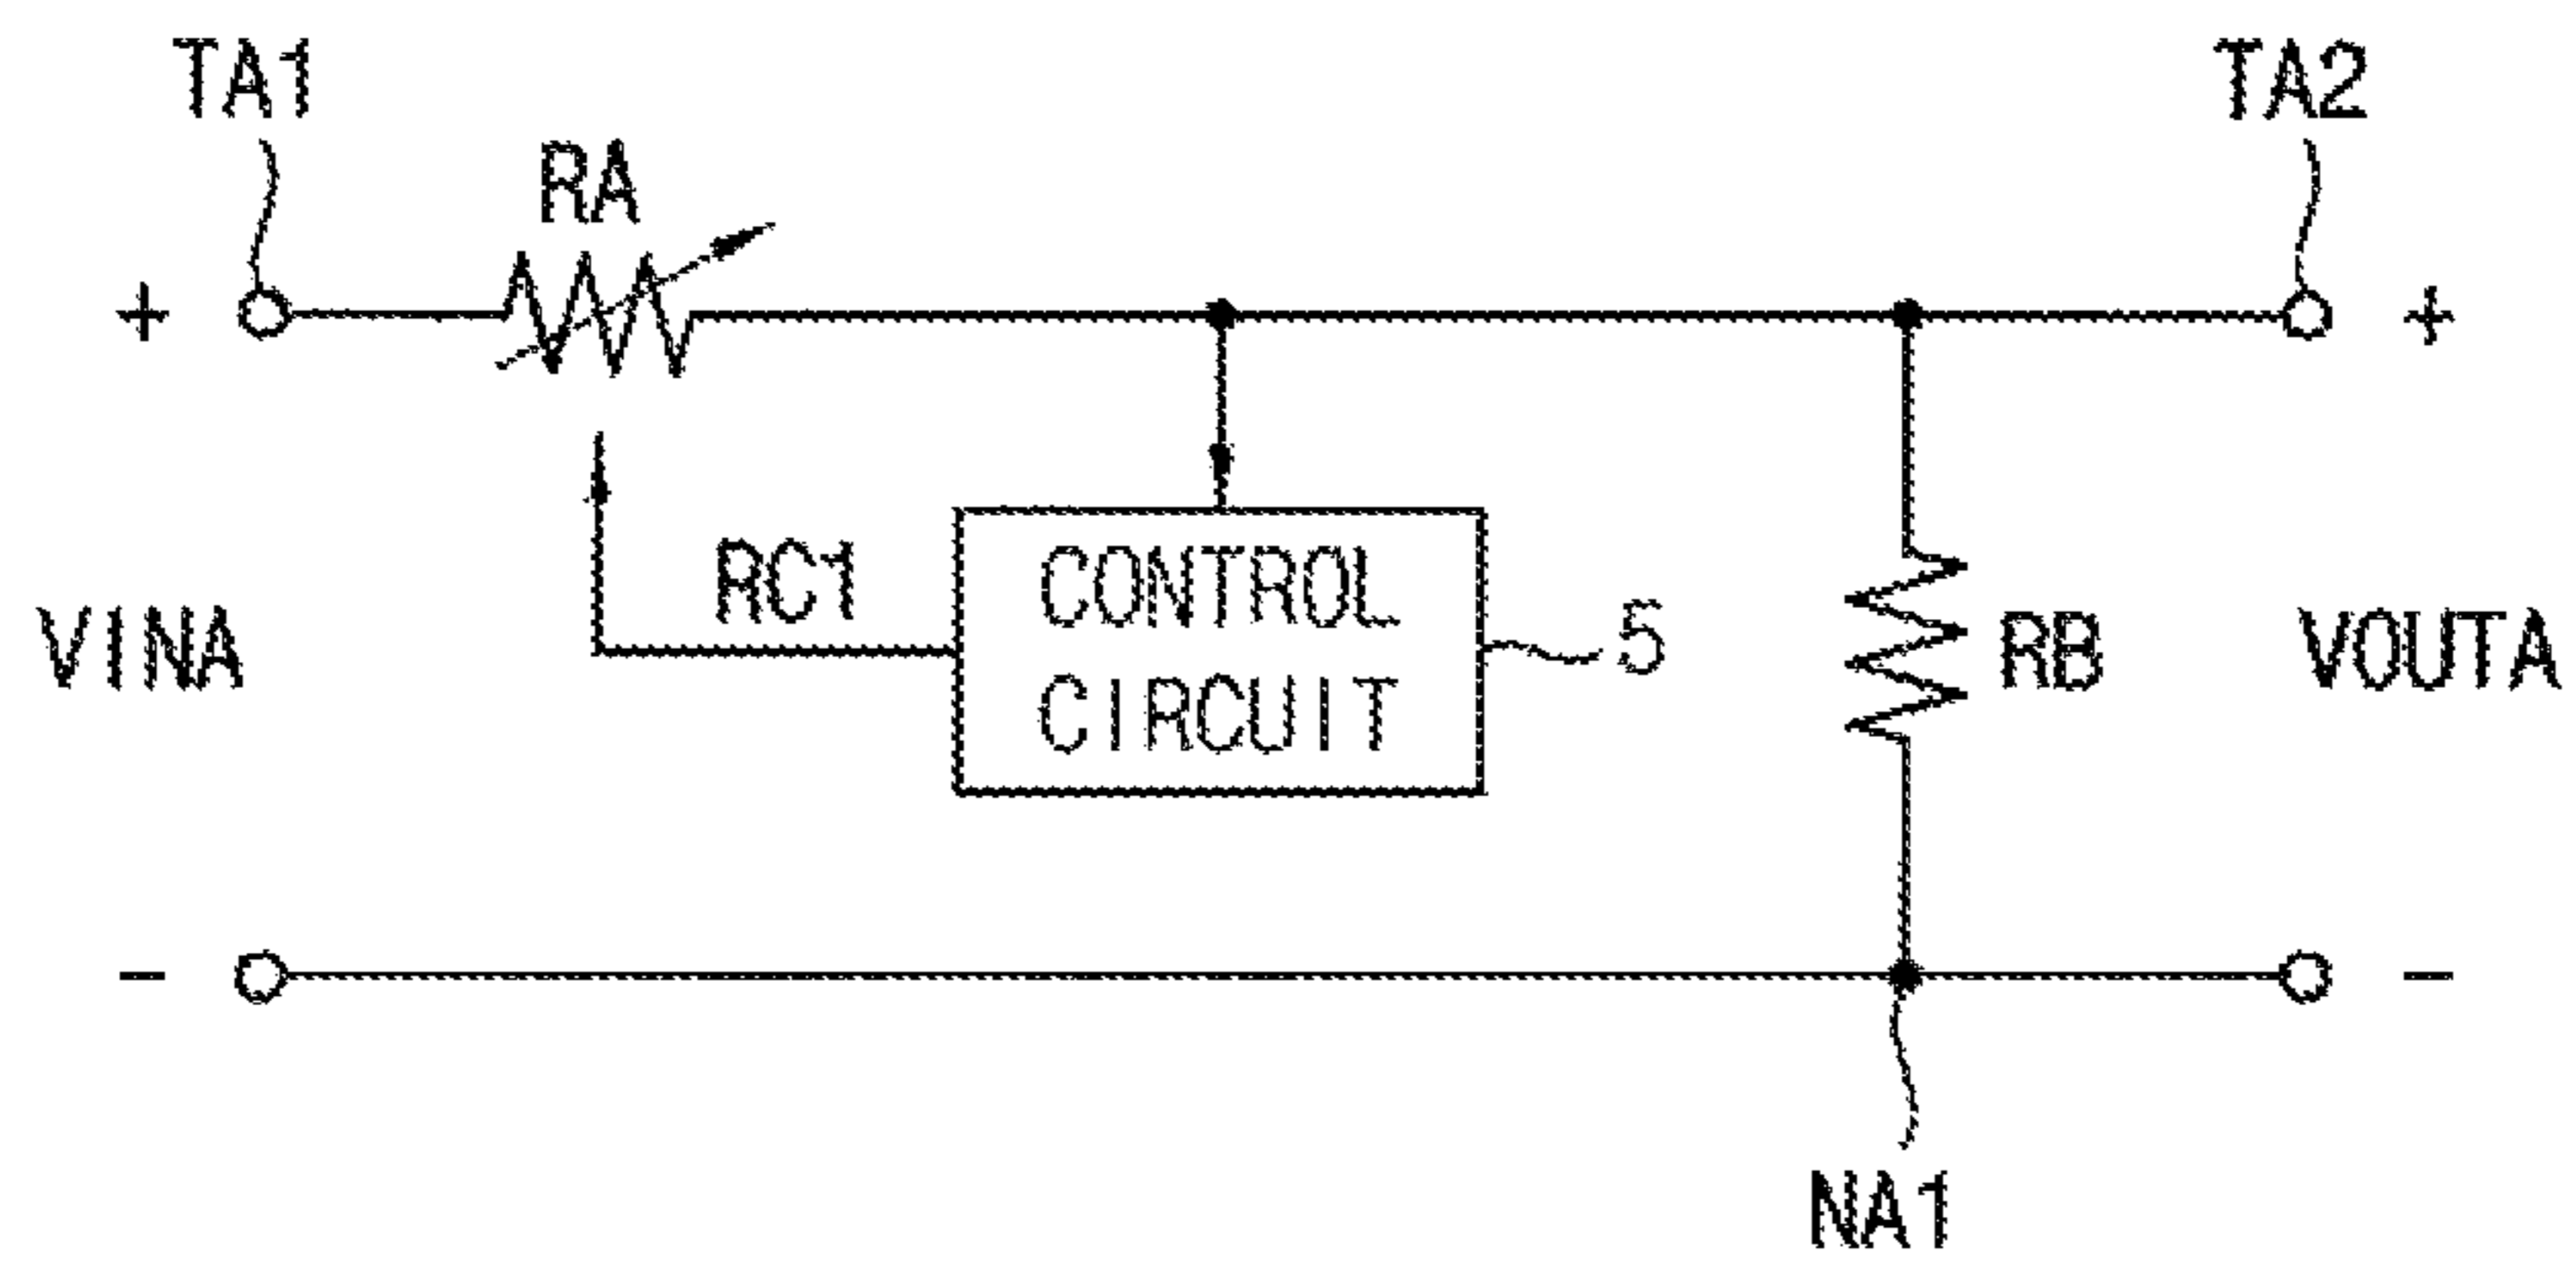 TA1
TA2
RA
+
+
RC1
CONTROL
CIRCUIT
5
VINA
RB
VOUTA
-
-
NA1